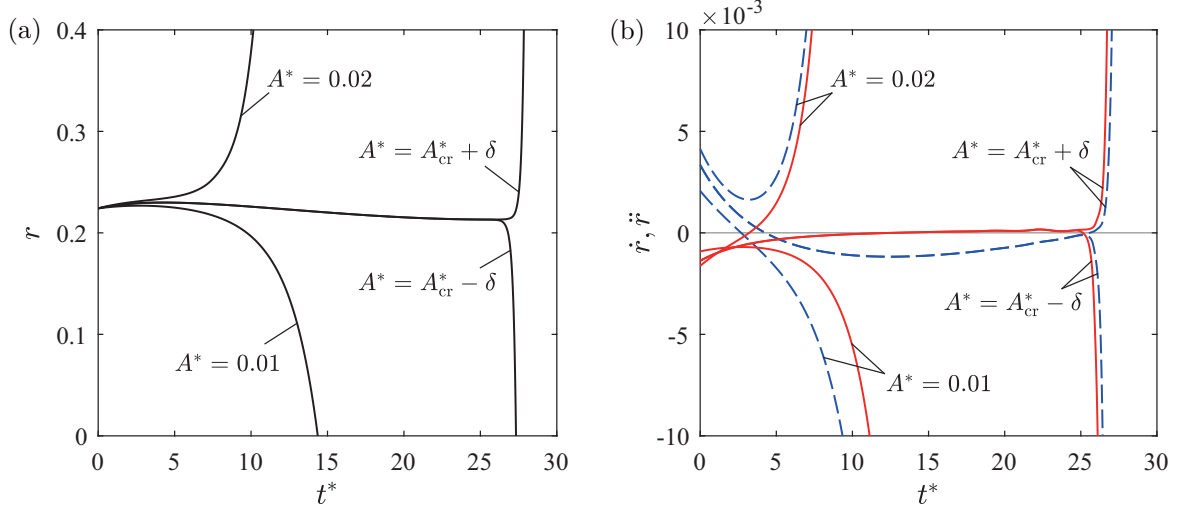 (a)
0.4
0.3
0.2
0.1
0
r
0 5 10 15 20 25 30
t*
A* = 0.02
A* = A*cr + δ
A* = A*cr − δ
A* = 0.01
(b)
×10⁻³
10
5
0
-5
-10
ṙ, r̈
0 5 10 15 20 25 30
t*
A* = 0.02
A* = A*cr + δ
A* = A*cr − δ
A* = 0.01